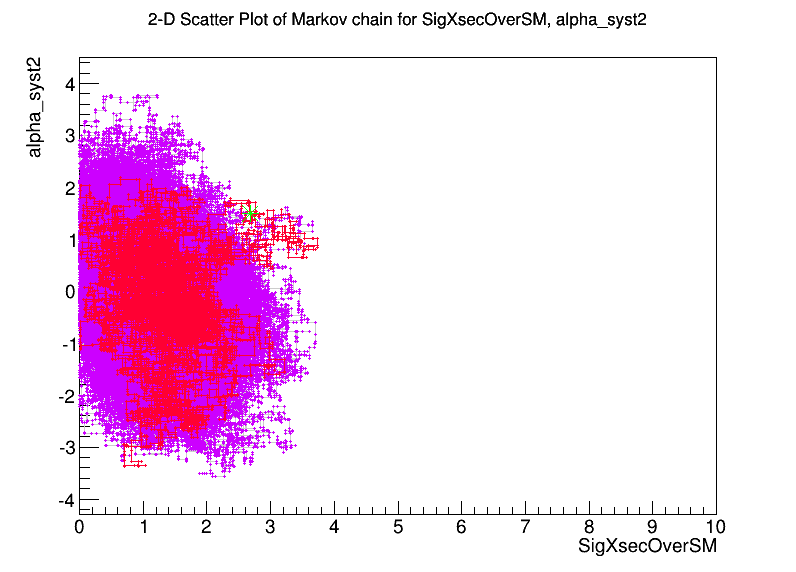 2-D Scatter Plot of Markov chain for SigXsecOverSM, alpha_syst2
alpha_syst2
4
3
2
1
0
-1
-2
-3
-4
0 1 2 3 4 5 6 7 8 9 10
SigXsecOverSM